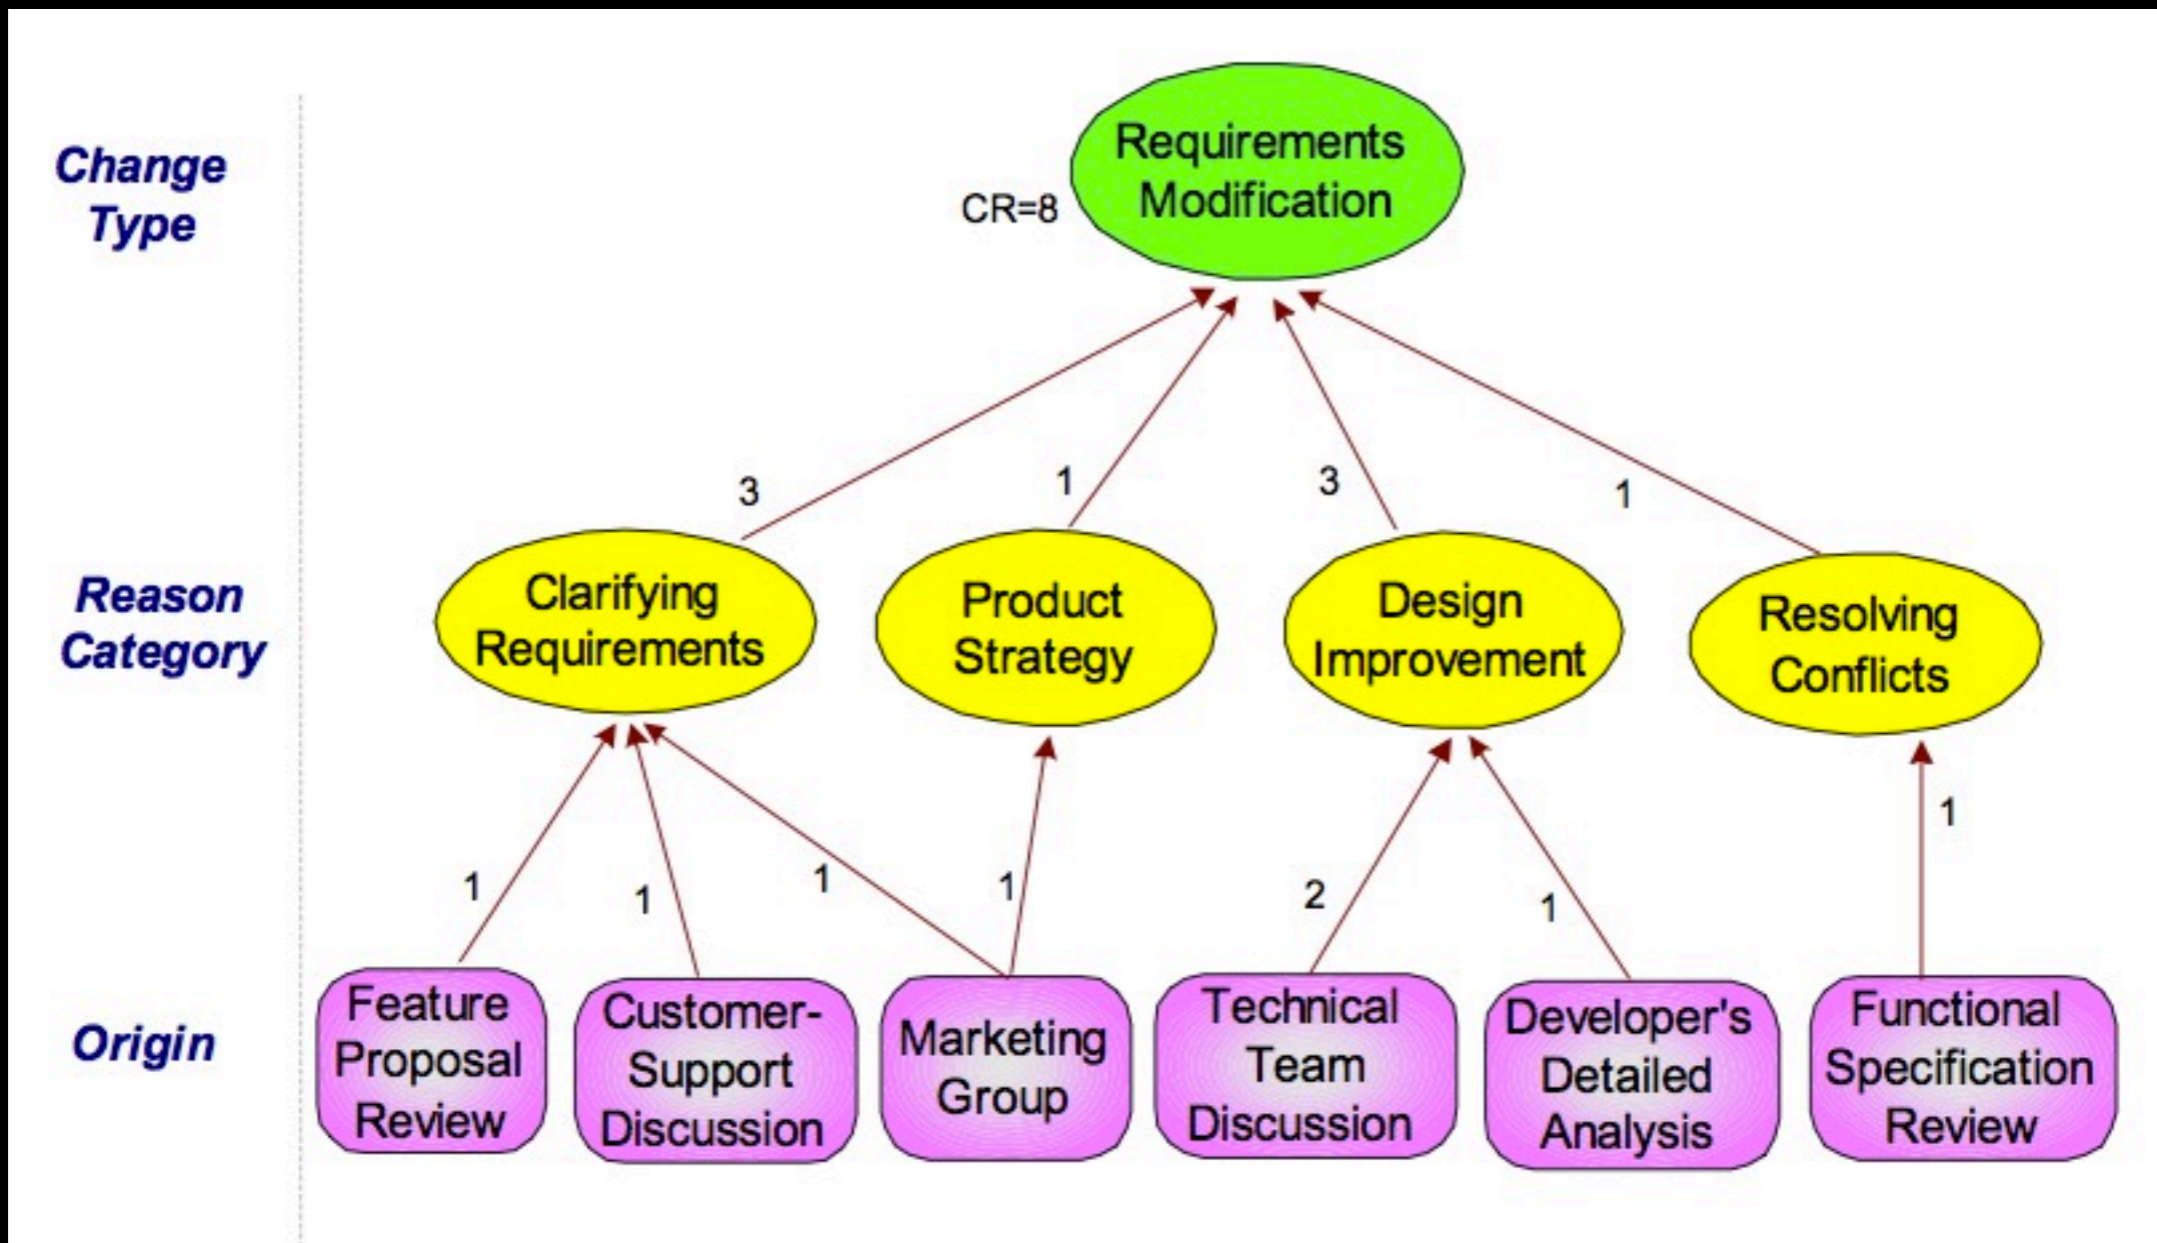 Change
Type
CR=8
Requirements
Modification
3
1
3
1
Reason
Category
Clarifying
Requirements
Product
Strategy
Design
Improvement
Resolving
Conflicts
1
1
1
1
2
1
1
Origin
Feature
Proposal
Review
Customer-
Support
Discussion
Marketing
Group
Technical
Team
Discussion
Developer's
Detailed
Analysis
Functional
Specification
Review